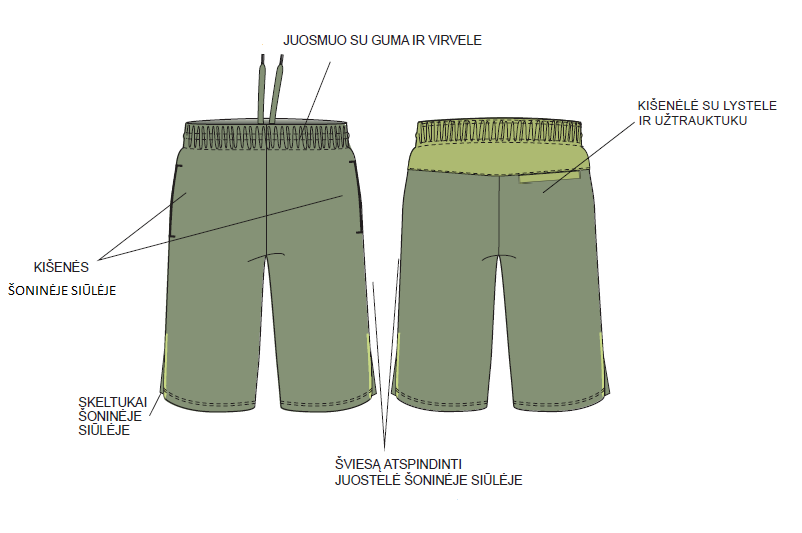 JUOSMUO SU GUMA IR VIRVELE
KIŠENĖLĖ SU LYSTELE
IR UŽTRAUKTUKU
KIŠENĖS
ŠONINĖJE SIŪLĖJE
SKELTUKAI
ŠONINĖJE
SIŪLĖJE
ŠVIESĄ ATSPINDINTI
JUOSTELĖ ŠONINĖJE SIŪLĖJE